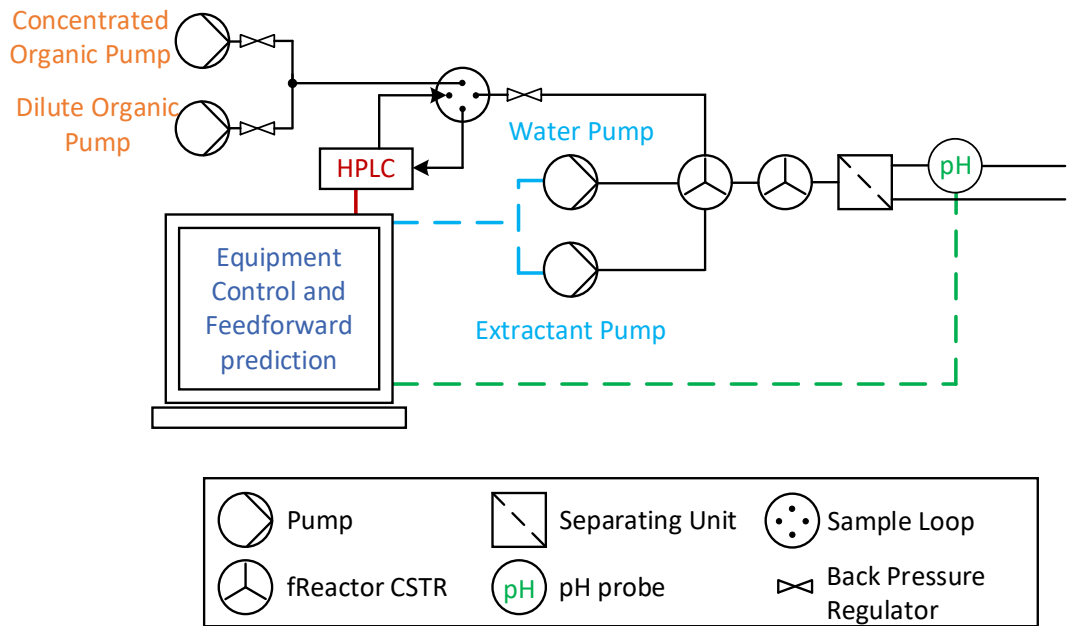 Concentrated
Organic Pump
Dilute Organic
Pump
Water Pump
HPLC
pH
Equipment
Control and
Feedforward
prediction
Extractant Pump
Pump
Separating Unit
Sample Loop
fReactor CSTR
pH
pH probe
Back Pressure
Regulator